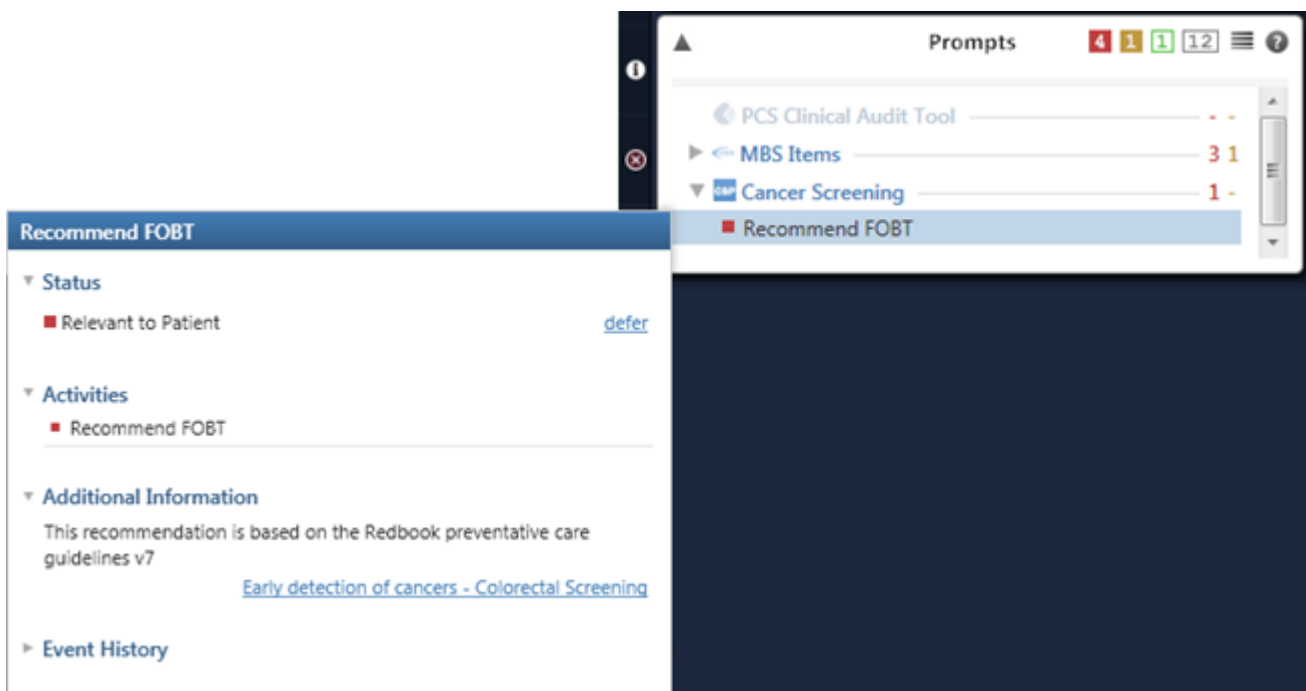 Prompts 4 1 1 12
PCS Clinical Audit Tool - -
MBS Items 3 1
Cancer Screening 1 -
Recommend FOBT
Recommend FOBT
Status
Relevant to Patient defer
Activities
Recommend FOBT
Additional Information
This recommendation is based on the Redbook preventative care
guidelines v7
Early detection of cancers - Colorectal Screening
Event History